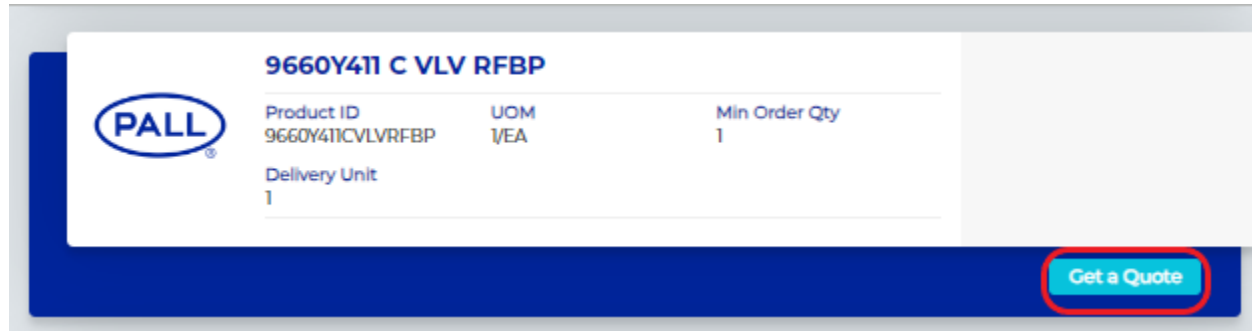 9660Y411 C VLV RFBP
PALL
®
Product ID UOM Min Order Qty
9660Y411CVLVRFBP 1/EA 1
Delivery Unit
1
Get a Quote